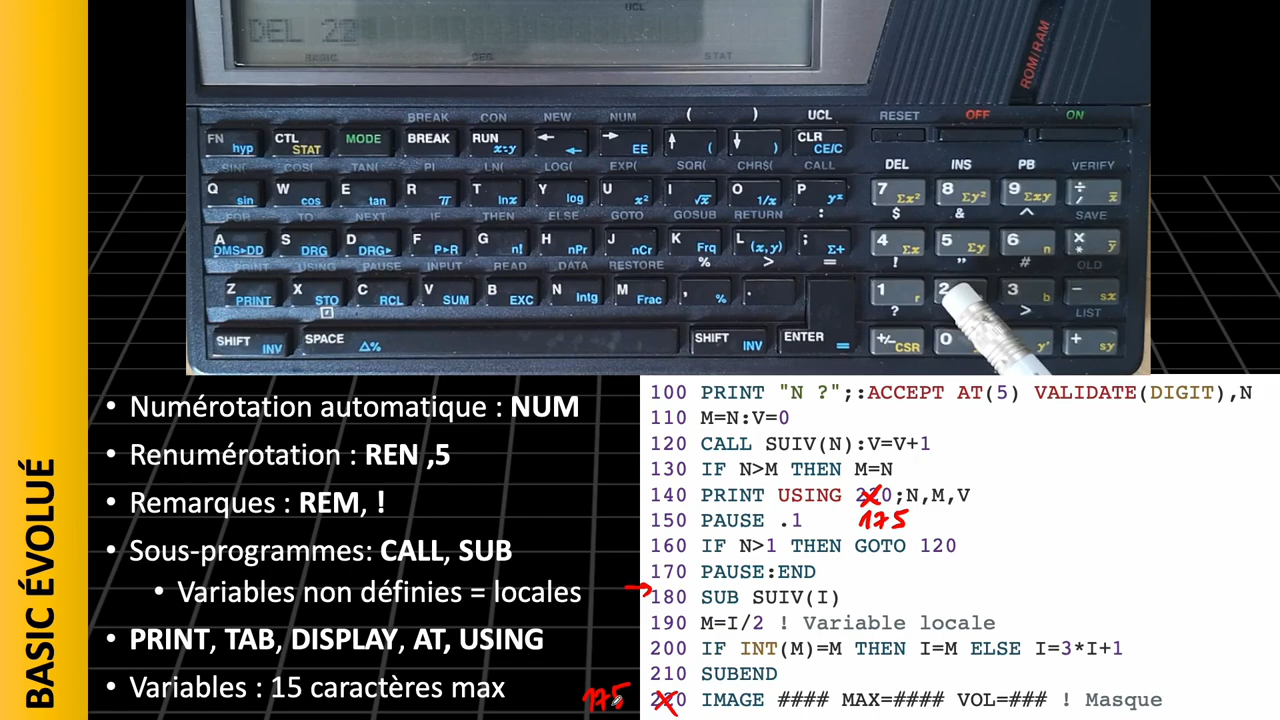 UCL
DEL 22
BASIC DEG STAT
ROM/RAM
BREAK CON NEW NUM ( ) UCL RESET OFF ON
FN hyp CTL STAT MODE BREAK RUN x=y ← ← → EE ↑ ( ↓ ) CLR CE/C
SIN( COS( TAN( PI LN( LOG( EXP( SQR( CHR$( CALL DEL INS PB VERIFY
Q sin W cos E tan R π T lnx Y log U x² I √x O 1/x P yˣ 7 Σx² 8 Σy² 9 Σxy ÷ / x̅
FOR TO NEXT IF THEN ELSE GOTO GOSUB RETURN : $ & ^ SAVE
A DMS▸DD S DRG D DRG▸ F P▸R G n! H nPr J nCr K Frq L (x,y) ; Σ+ 4 Σx 5 Σy 6 n X * y̅
PRINT USING PAUSE INPUT READ DATA RESTORE % > = ! " # OLD
Z PRINT X STO C RCL V SUM B EXC N Intg M Frac , % . 1 r 2 3 b − sx
? > LIST
SHIFT INV SPACE Δ% SHIFT INV ENTER = +/− CSR 0 y' + sy
BASIC ÉVOLUÉ
• Numérotation automatique : NUM
• Renumérotation : REN ,5
• Remarques : REM, !
• Sous-programmes: CALL, SUB
• Variables non définies = locales
• PRINT, TAB, DISPLAY, AT, USING
• Variables : 15 caractères max
100 PRINT "N ?";:ACCEPT AT(5) VALIDATE(DIGIT),N
110 M=N:V=0
120 CALL SUIV(N):V=V+1
130 IF N>M THEN M=N
140 PRINT USING 220;N,M,V
150 PAUSE .1 175
160 IF N>1 THEN GOTO 120
170 PAUSE:END
→ 180 SUB SUIV(I)
190 M=I/2 ! Variable locale
200 IF INT(M)=M THEN I=M ELSE I=3*I+1
210 SUBEND
175 220 IMAGE #### MAX=#### VOL=### ! Masque